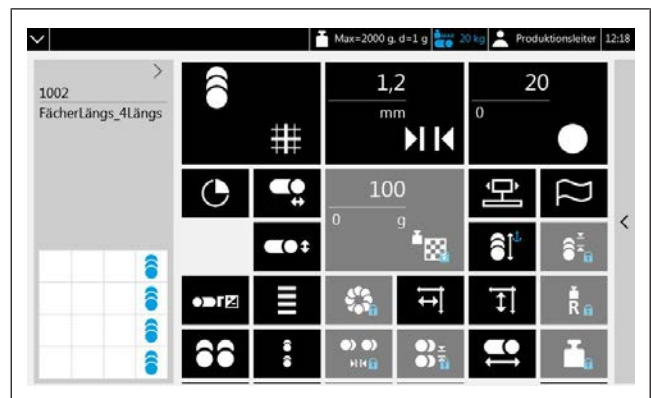 Max=2000 g, d=1 g 20 kg Produktionsleiter 12:18
1002
FächerLängs_4Längs
1,2
mm
20
0
100
0 g
R